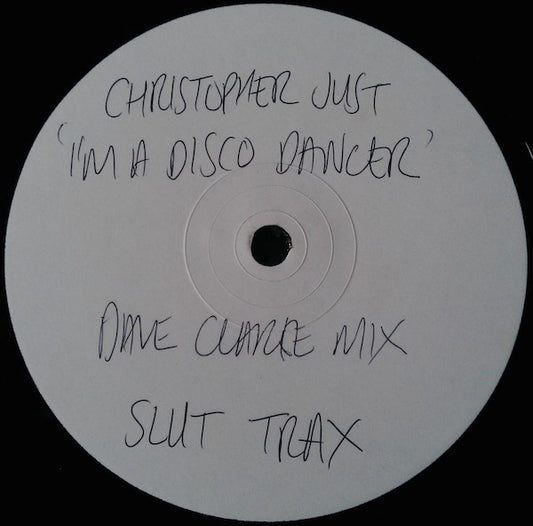 CHRISTOPHER JUST
'I'M A DISCO DANCER'
DAVE CLARKE MIX
SLUT TRAX